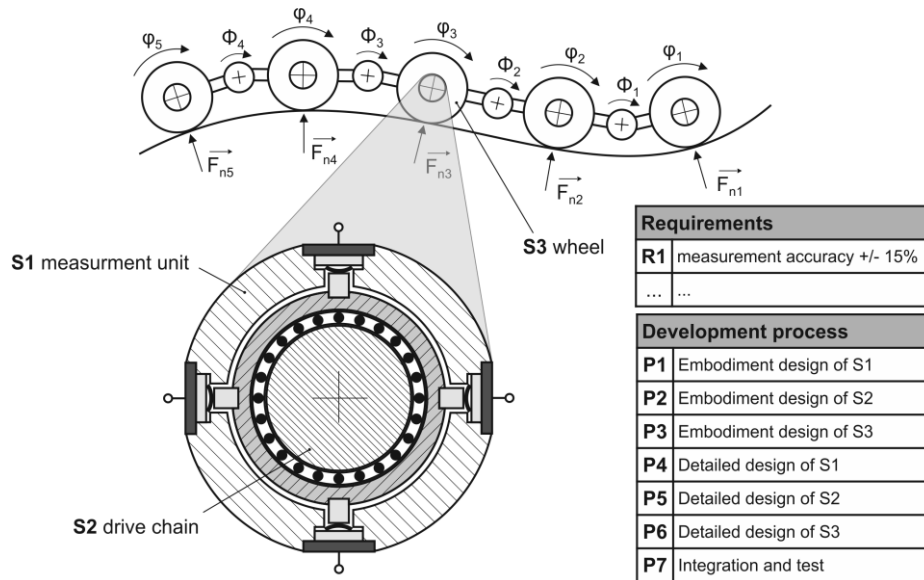 φ5
Φ4
φ4
Φ3
φ3
Φ2
φ2
Φ1
φ1
Fn5
Fn4
Fn3
Fn2
Fn1
S3 wheel
S1 measurment unit
S2 drive chain
Requirements
R1 measurement accuracy +/- 15%
... ...
Development process
P1 Embodiment design of S1
P2 Embodiment design of S2
P3 Embodiment design of S3
P4 Detailed design of S1
P5 Detailed design of S2
P6 Detailed design of S3
P7 Integration and test